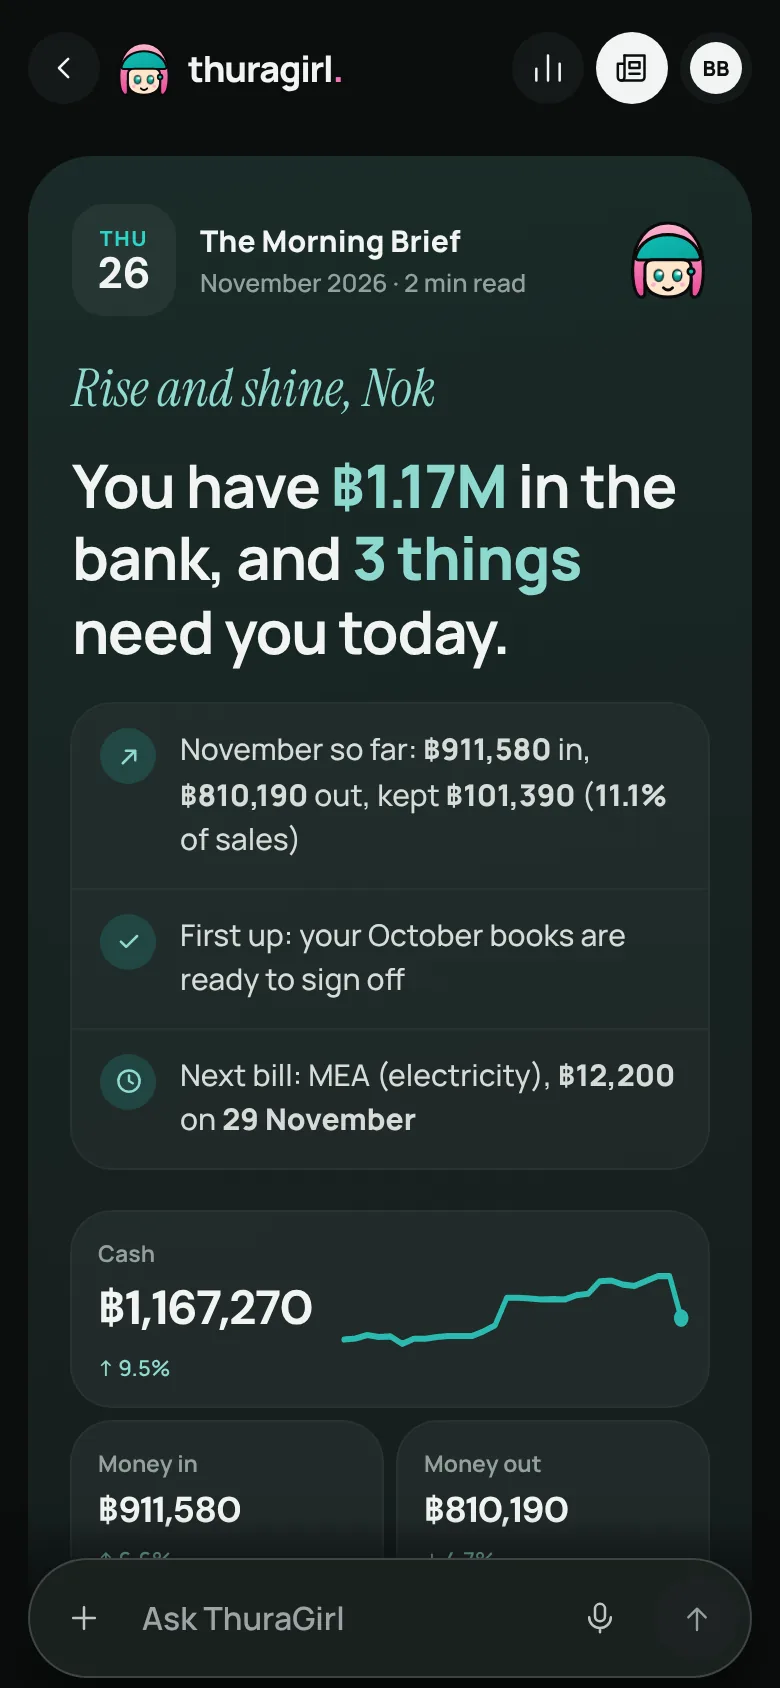 thuragirl.
BB
THU
26
The Morning Brief
November 2026 · 2 min read
Rise and shine, Nok
You have ฿1.17M in the
bank, and 3 things
need you today.
November so far: ฿911,580 in,
฿810,190 out, kept ฿101,390 (11.1%
of sales)
First up: your October books are
ready to sign off
Next bill: MEA (electricity), ฿12,200
on 29 November
Cash
฿1,167,270
↑ 9.5%
Money in
฿911,580
Money out
฿810,190
Ask ThuraGirl